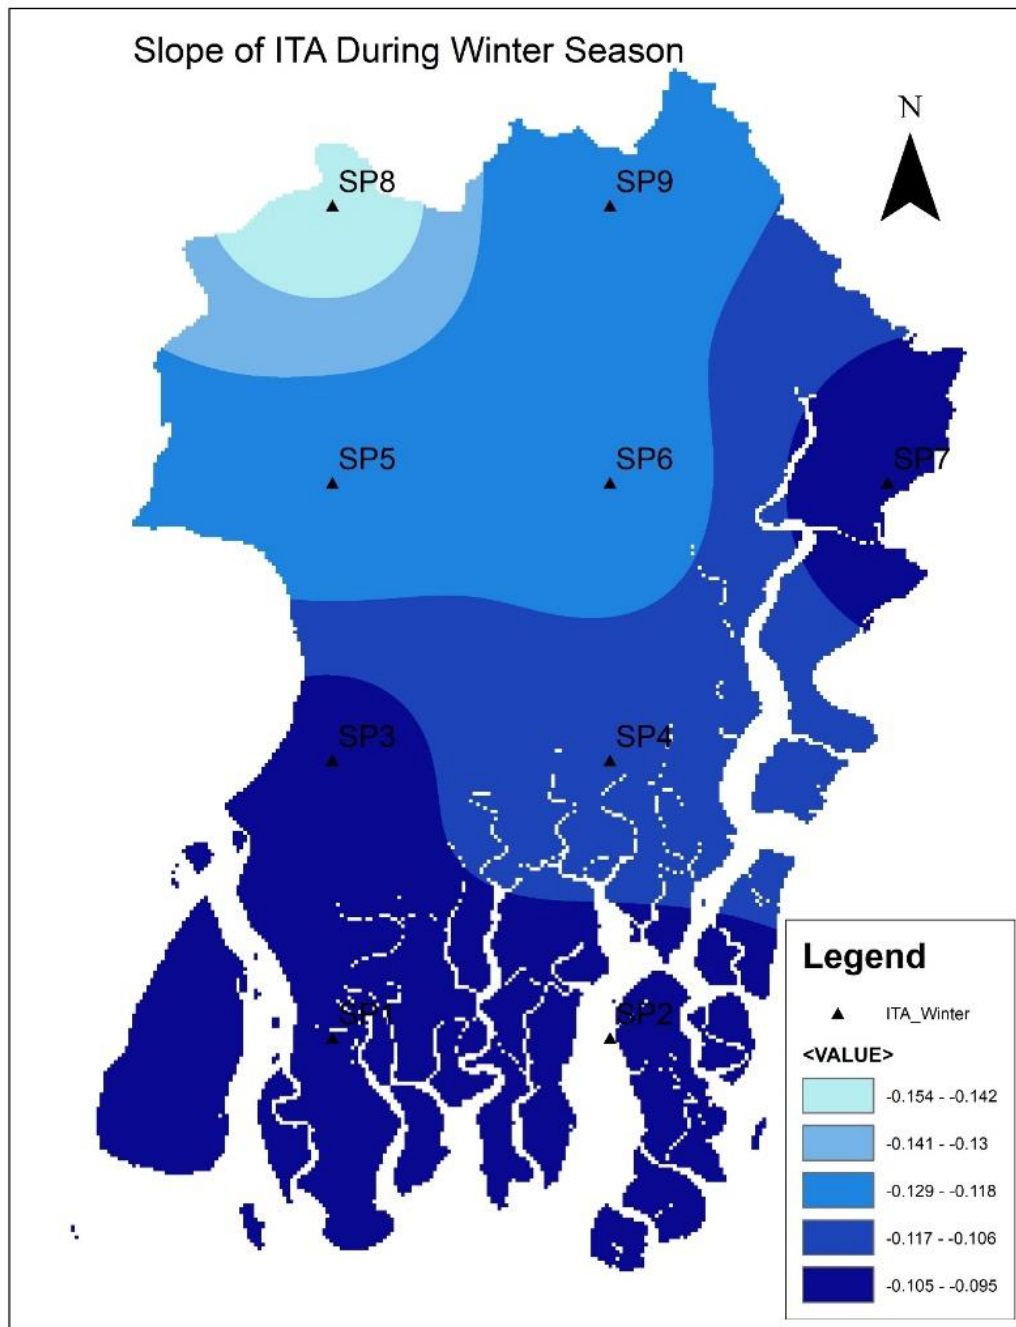 Slope of ITA During Winter Season
N
SP8
SP9
SP5
SP6
SP7
SP3
SP4
SP1
SP2
Legend
ITA_Winter
<VALUE>
-0.154 - -0.142
-0.141 - -0.13
-0.129 - -0.118
-0.117 - -0.106
-0.105 - -0.095